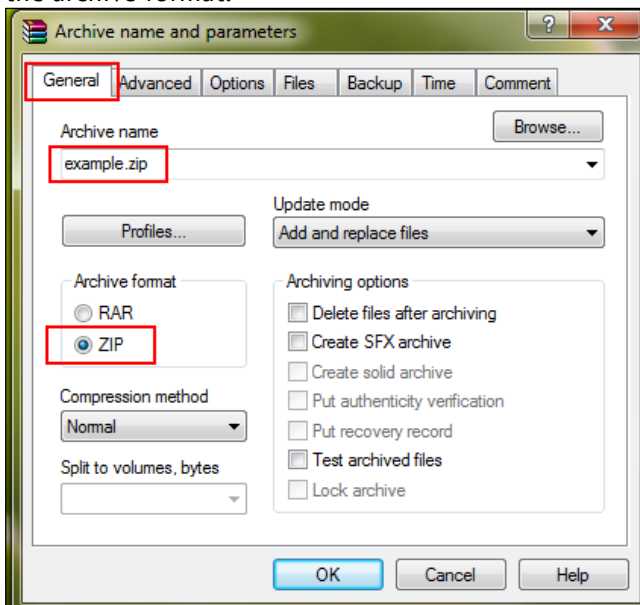 the archive format.
Archive name and parameters
General Advanced Options Files Backup Time Comment
Archive name
Browse...
example.zip
Update mode
Profiles...
Add and replace files
Archive format
RAR
ZIP
Archiving options
Delete files after archiving
Create SFX archive
Create solid archive
Put authenticity verification
Put recovery record
Test archived files
Lock archive
Compression method
Normal
Split to volumes, bytes
OK Cancel Help